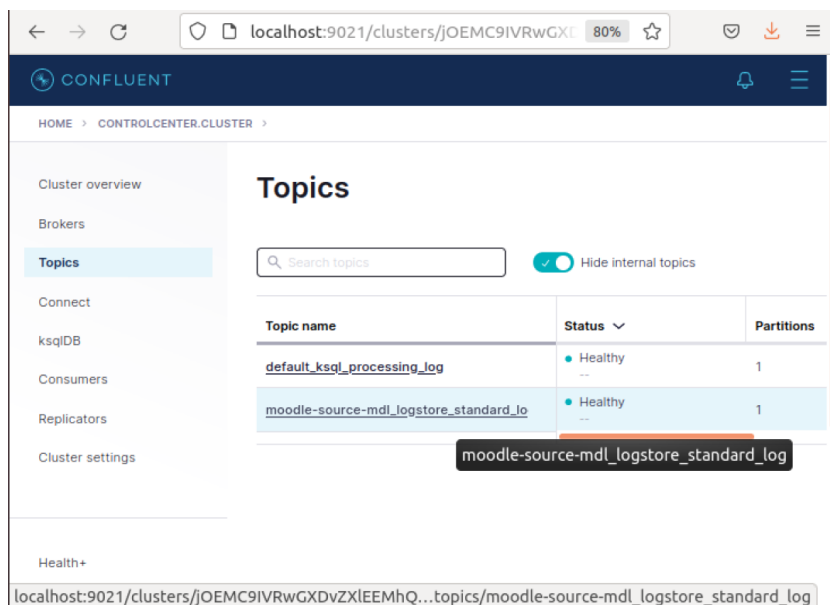 localhost:9021/clusters/jOEMC9IVRwGXD 80%
CONFLUENT
HOME > CONTROLCENTER.CLUSTER >
Cluster overview
Brokers
Topics
Connect
ksqlDB
Consumers
Replicators
Cluster settings
Health+
Topics
Search topics
Hide internal topics
Topic name Status Partitions
default_ksql_processing_log Healthy 1
--
moodle-source-mdl_logstore_standard_lo Healthy 1
--
moodle-source-mdl_logstore_standard_log
localhost:9021/clusters/jOEMC9IVRwGXDvZXlEEMhQ...topics/moodle-source-mdl_logstore_standard_log